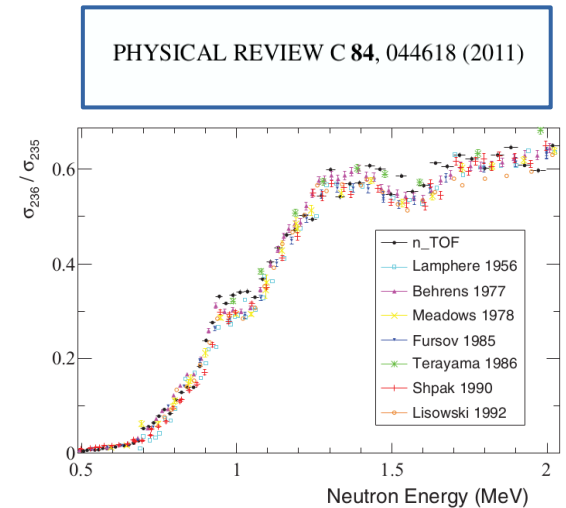 PHYSICAL REVIEW C 84, 044618 (2011)
σ236 / σ235
0.6
0.4
0.2
0
n_TOF
Lamphere 1956
Behrens 1977
Meadows 1978
Fursov 1985
Terayama 1986
Shpak 1990
Lisowski 1992
0.5 1 1.5 2
Neutron Energy (MeV)